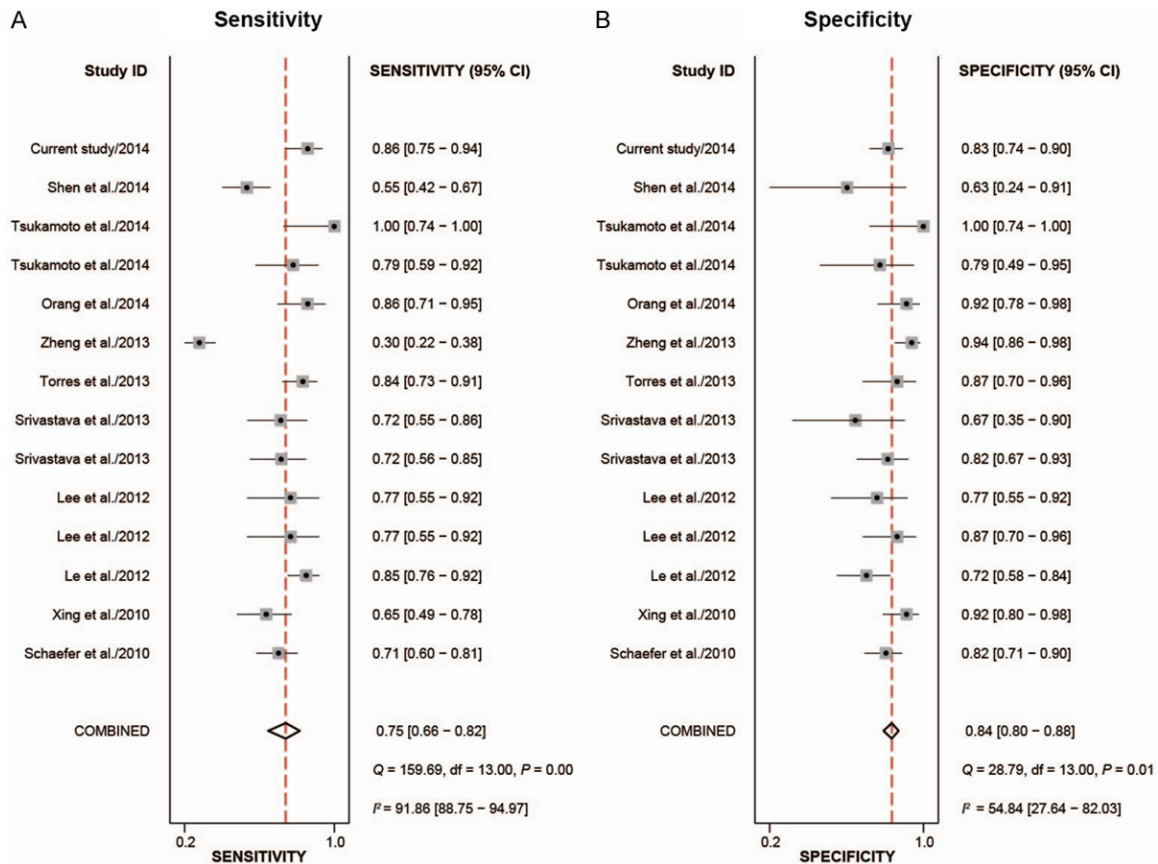 A
Sensitivity
Study ID
SENSITIVITY (95% CI)
Current study/2014
0.86 [0.75 – 0.94]
Shen et al./2014
0.55 [0.42 – 0.67]
Tsukamoto et al./2014
1.00 [0.74 – 1.00]
Tsukamoto et al./2014
0.79 [0.59 – 0.92]
Orang et al./2014
0.86 [0.71 – 0.95]
Zheng et al./2013
0.30 [0.22 – 0.38]
Torres et al./2013
0.84 [0.73 – 0.91]
Srivastava et al./2013
0.72 [0.55 – 0.86]
Srivastava et al./2013
0.72 [0.56 – 0.85]
Lee et al./2012
0.77 [0.55 – 0.92]
Lee et al./2012
0.77 [0.55 – 0.92]
Le et al./2012
0.85 [0.76 – 0.92]
Xing et al./2010
0.65 [0.49 – 0.78]
Schaefer et al./2010
0.71 [0.60 – 0.81]
COMBINED
0.75 [0.66 – 0.82]
Q = 159.69, df = 13.00, P = 0.00
I² = 91.86 [88.75 – 94.97]
0.2
1.0
SENSITIVITY
B
Specificity
Study ID
SPECIFICITY (95% CI)
Current study/2014
0.83 [0.74 – 0.90]
Shen et al./2014
0.63 [0.24 – 0.91]
Tsukamoto et al./2014
1.00 [0.74 – 1.00]
Tsukamoto et al./2014
0.79 [0.49 – 0.95]
Orang et al./2014
0.92 [0.78 – 0.98]
Zheng et al./2013
0.94 [0.86 – 0.98]
Torres et al./2013
0.87 [0.70 – 0.96]
Srivastava et al./2013
0.67 [0.35 – 0.90]
Srivastava et al./2013
0.82 [0.67 – 0.93]
Lee et al./2012
0.77 [0.55 – 0.92]
Lee et al./2012
0.87 [0.70 – 0.96]
Le et al./2012
0.72 [0.58 – 0.84]
Xing et al./2010
0.92 [0.80 – 0.98]
Schaefer et al./2010
0.82 [0.71 – 0.90]
COMBINED
0.84 [0.80 – 0.88]
Q = 28.79, df = 13.00, P = 0.01
I² = 54.84 [27.64 – 82.03]
0.2
1.0
SPECIFICITY